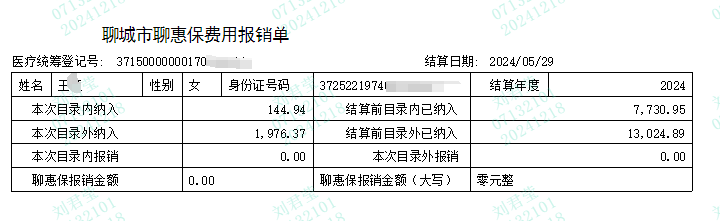 聊城市聊惠保费用报销单
医疗统筹登记号: 37150000000170 结算日期: 2024/05/29
姓名 王 性别 女 身份证号码 3725221974 结算年度 2024
本次目录内纳入 144.94 结算前目录内已纳入 7,730.95
本次目录外纳入 1,976.37 结算前目录外已纳入 13,024.89
本次目录内报销 0.00 本次目录外报销 0.00
聊惠保报销金额 0.00 聊惠保报销金额（大写） 零元整
刘君莹
07132101
20241218